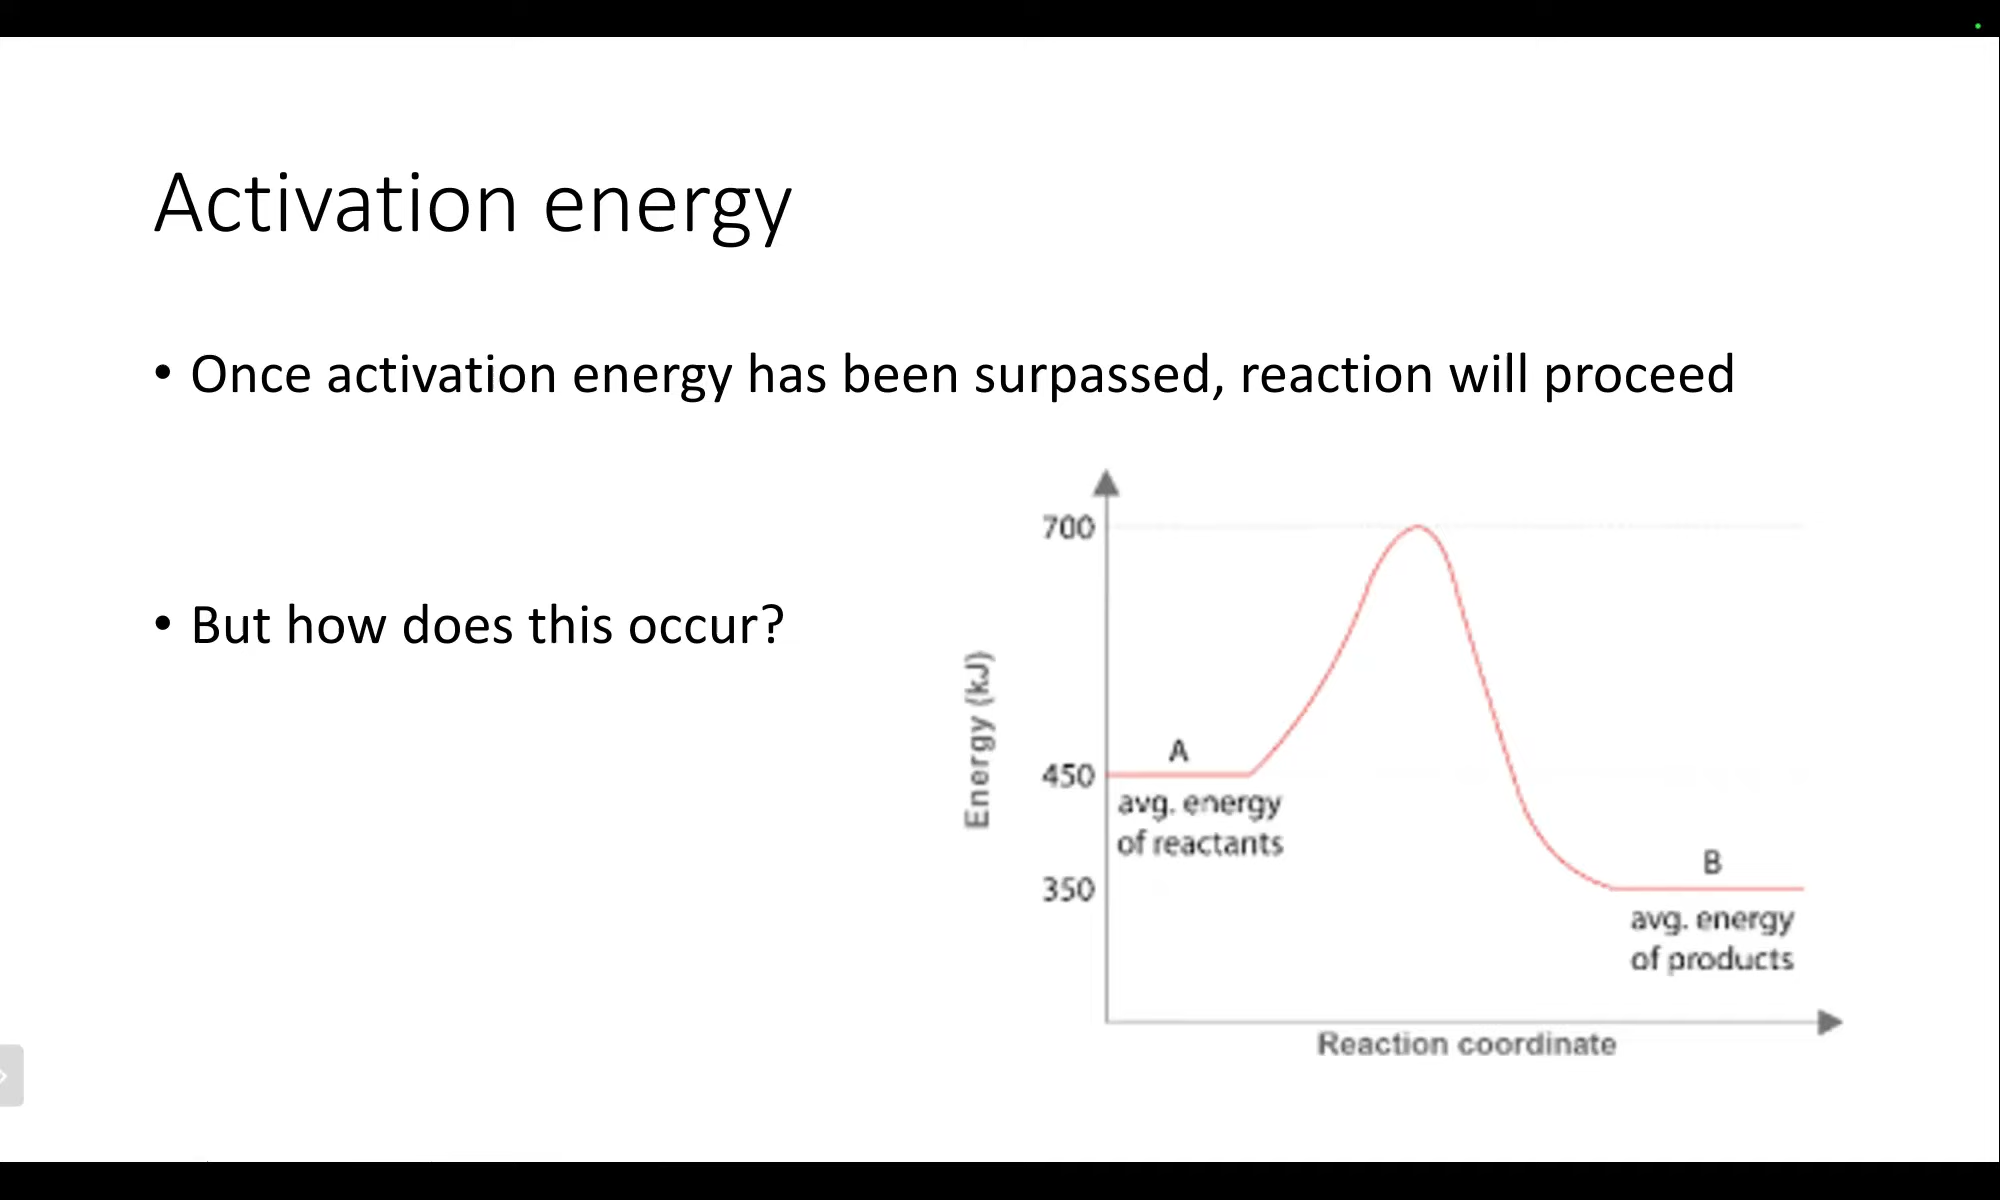 Activation energy
• Once activation energy has been surpassed, reaction will proceed
• But how does this occur?
Energy (kJ)
700
450
350
A
avg. energy
of reactants
B
avg. energy
of products
Reaction coordinate